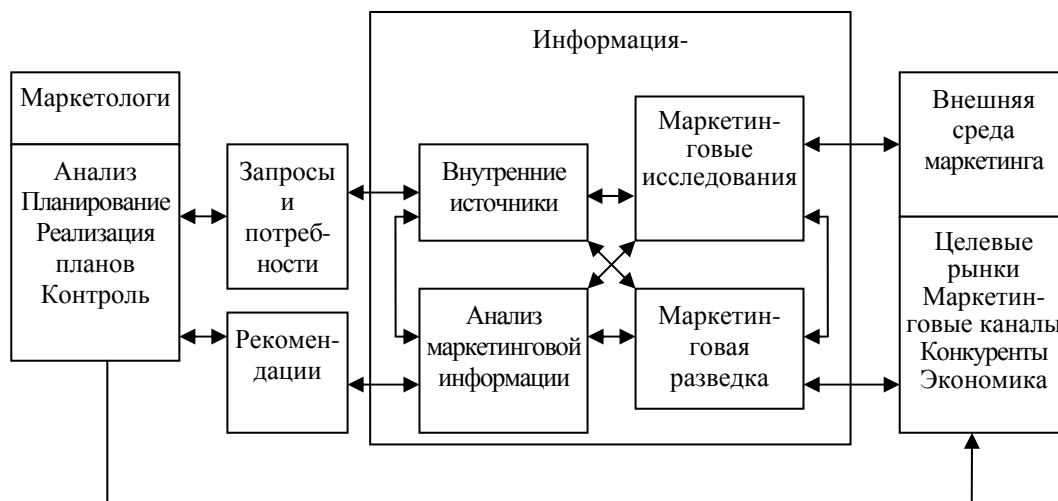 Информация-
Маркетологи
Анализ
Планирование
Реализация
планов
Контроль
Запросы
и
потреб-
ности
Рекомен-
дации
Внутренние
источники
Анализ
маркетинговой
информации
Маркетин-
говые
исследования
Маркетин-
говая
разведка
Внешняя
среда
маркетинга
Целевые
рынки
Маркетин-
говые каналы
Конкуренты
Экономика